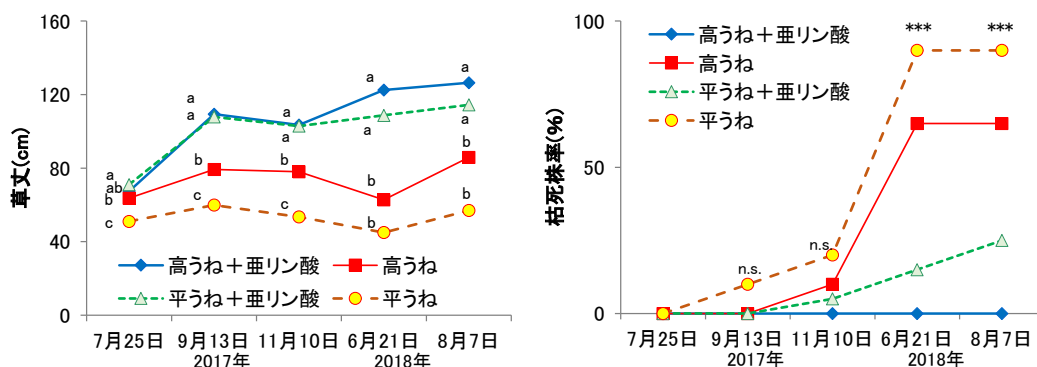 160
120
80
40
0
草丈(cm)
a
ab
b
c
a
a
b
c
a
a
b
c
a
a
b
b
a
a
b
b
高うね＋亜リン酸
高うね
平うね＋亜リン酸
平うね
7月25日
9月13日
11月10日
6月21日
8月7日
2017年
2018年
100
50
0
枯死株率(%)
高うね＋亜リン酸
高うね
平うね＋亜リン酸
平うね
n.s.
n.s.
***
***
7月25日
9月13日
11月10日
6月21日
8月7日
2017年
2018年